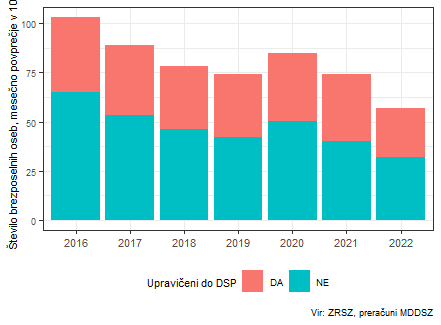 Število brezposelnih oseb, mesečno povprečje v 10
100
75
50
25
0
2016 2017 2018 2019 2020 2021 2022
Upravičeni do DSP DA NE
Vir: ZRSZ, preračuni MDDSZ